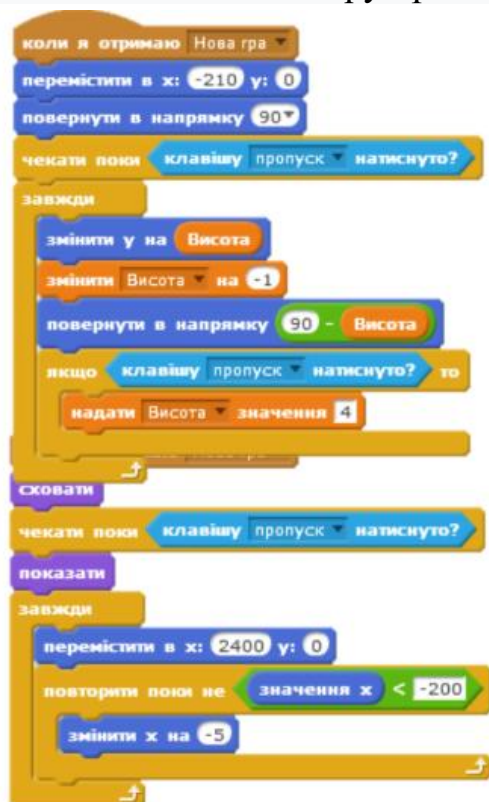 коли я отримаю Нова гра
перемістити в x: -210 y: 0
повернути в напрямку 90
чекати поки клавішу пропуск натиснуто?
завжди
змінити y на Висота
змінити Висота на -1
повернути в напрямку 90 - Висота
якщо клавішу пропуск натиснуто? то
надати Висота значення 4
сховати
чекати поки клавішу пропуск натиснуто?
показати
завжди
перемістити в x: 2400 y: 0
повторити поки не значення x < -200
змінити x на -5